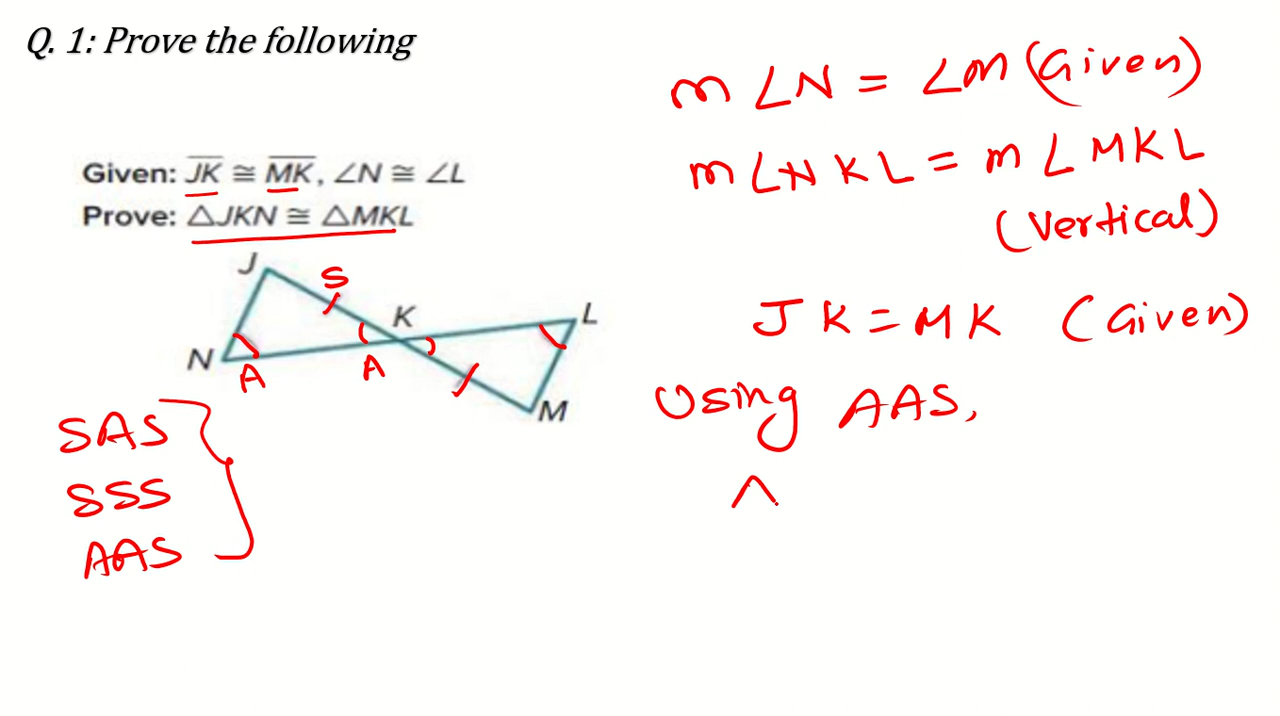 Q. 1: Prove the following
Given: JK ≅ MK, ∠N ≅ ∠L
Prove: △JKN ≅ △MKL
J
S
K
L
N
A
A
M
SAS
SSS
AAS
m ∠N = ∠M (Given)
m ∠NKL = m ∠MKL
(Vertical)
JK = MK (Given)
Using AAS,